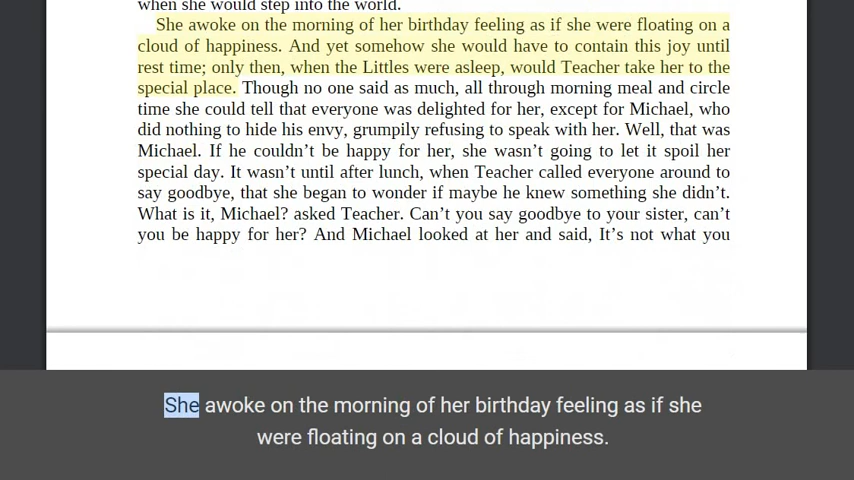 when she would step into the world.
She awoke on the morning of her birthday feeling as if she were floating on a
cloud of happiness. And yet somehow she would have to contain this joy until
rest time; only then, when the Littles were asleep, would Teacher take her to the
special place. Though no one said as much, all through morning meal and circle
time she could tell that everyone was delighted for her, except for Michael, who
did nothing to hide his envy, grumpily refusing to speak with her. Well, that was
Michael. If he couldn’t be happy for her, she wasn’t going to let it spoil her
special day. It wasn’t until after lunch, when Teacher called everyone around to
say goodbye, that she began to wonder if maybe he knew something she didn’t.
What is it, Michael? asked Teacher. Can’t you say goodbye to your sister, can’t
you be happy for her? And Michael looked at her and said, It’s not what you
She awoke on the morning of her birthday feeling as if she
were floating on a cloud of happiness.